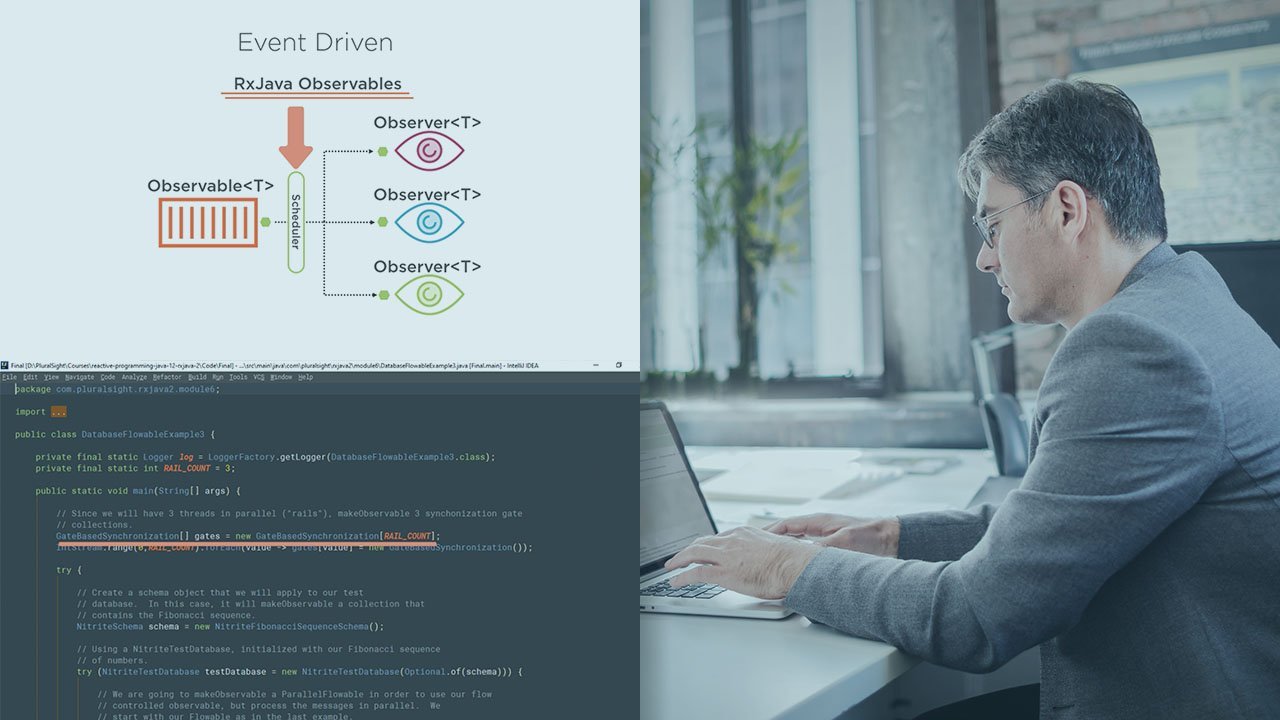 Event Driven
RxJava Observables
Observer<T>
Observable<T>
Scheduler
Observer<T>
Observer<T>
Final [D:\PluralSight\Courses\reactive-programming-java-12-rxjava-2\Code\Final] - ...\src\main\java\com\pluralsight\rxjava2\module6\DatabaseFlowableExample3.java [Final.main] - IntelliJ IDEA
File Edit View Navigate Code Analyze Refactor Build Run Tools VCS Window Help
package com.pluralsight.rxjava2.module6;
import ...
public class DatabaseFlowableExample3 {
private final static Logger log = LoggerFactory.getLogger(DatabaseFlowableExample3.class);
private final static int RAIL_COUNT = 3;
public static void main(String[] args) {
// Since we will have 3 threads in parallel ("rails"), makeObservable 3 synchonization gate
// collections.
GateBasedSynchronization[] gates = new GateBasedSynchronization[RAIL_COUNT];
IntStream.range(0,RAIL_COUNT).forEach(value -> gates[value] = new GateBasedSynchronization());
try {
// Create a schema object that we will apply to our test
// database. In this case, it will makeObservable a collection that
// contains the Fibonacci sequence.
NitriteSchema schema = new NitriteFibonacciSequenceSchema();
// Using a NitriteTestDatabase, initialized with our Fibonacci sequence
// of numbers.
try (NitriteTestDatabase testDatabase = new NitriteTestDatabase(Optional.of(schema))) {
// We are going to makeObservable a ParallelFlowable in order to use our flow
// controlled observable, but process the messages in parallel. We
// start with our Flowable as in the last example.